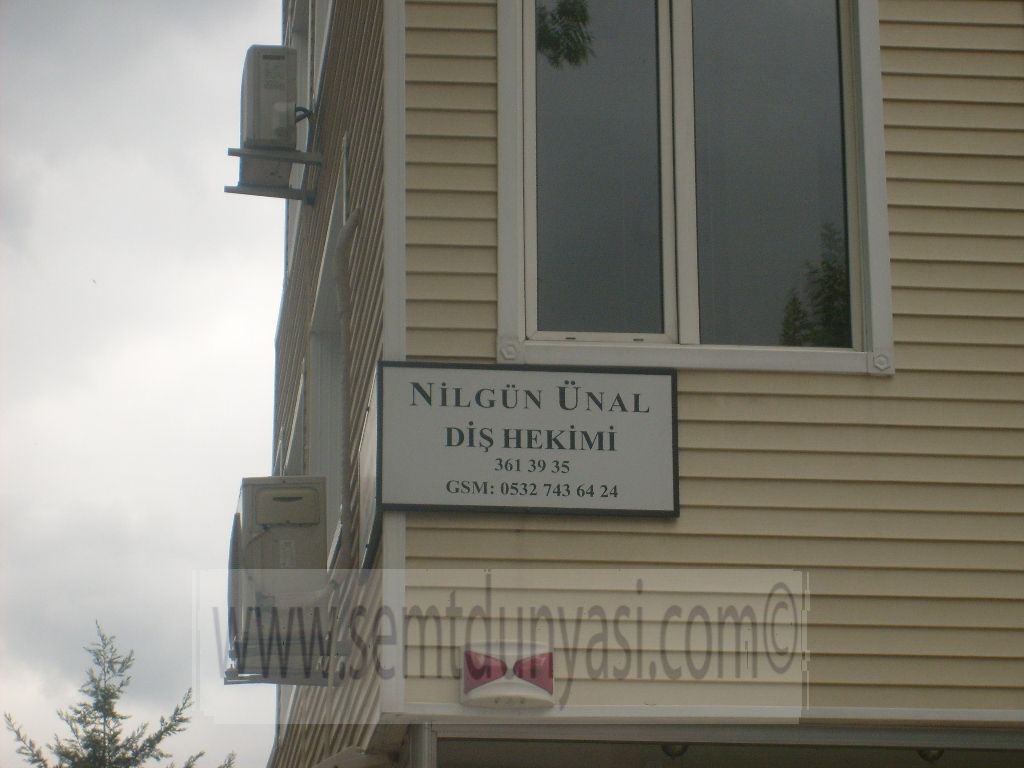 NİLGÜN ÜNAL
DİŞ HEKİMİ
361 39 35
GSM: 0532 743 64 24
www.semtdunyasi.com©